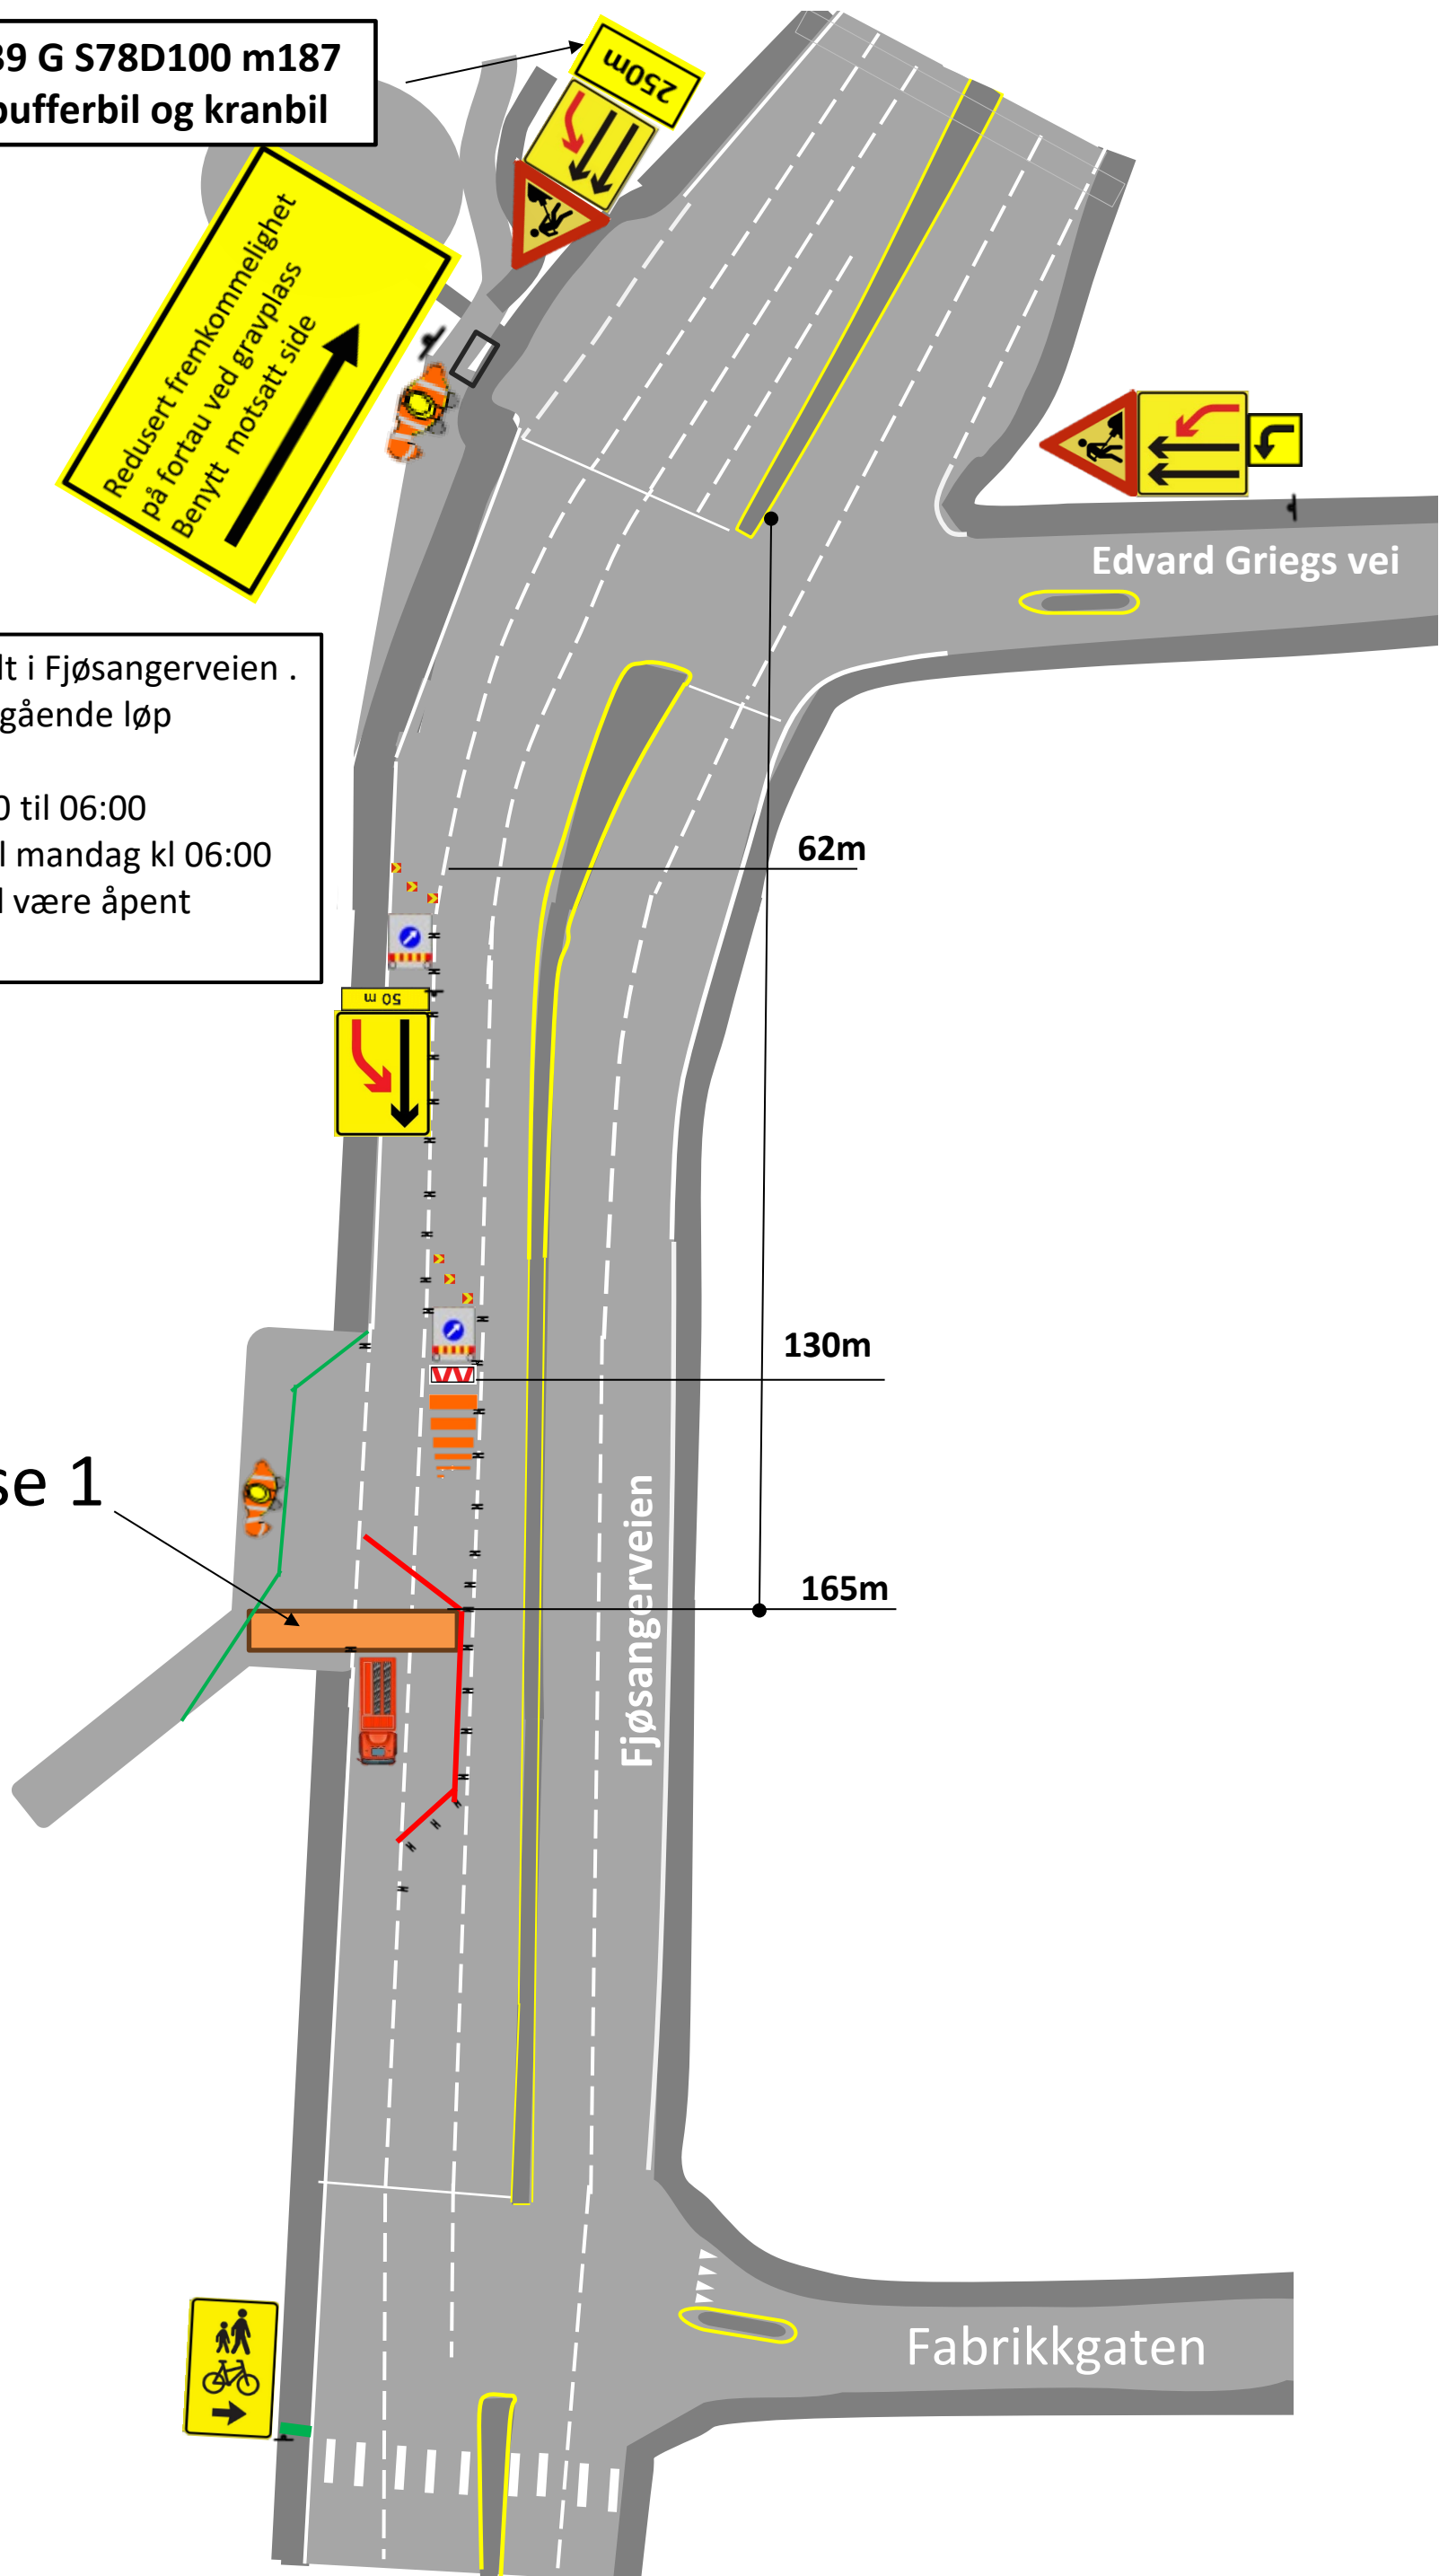 39 G S78D100 m187
bufferbil og kranbil
250m
Redusert fremkommelighet
på fortau ved gravplass
Benytt motsatt side
Edvard Griegs vei
lt i Fjøsangerveien .
gående løp
0 til 06:00
l mandag kl 06:00
l være åpent
62m
50 m
130m
se 1
165m
Fjøsangerveien
Fabrikkgaten